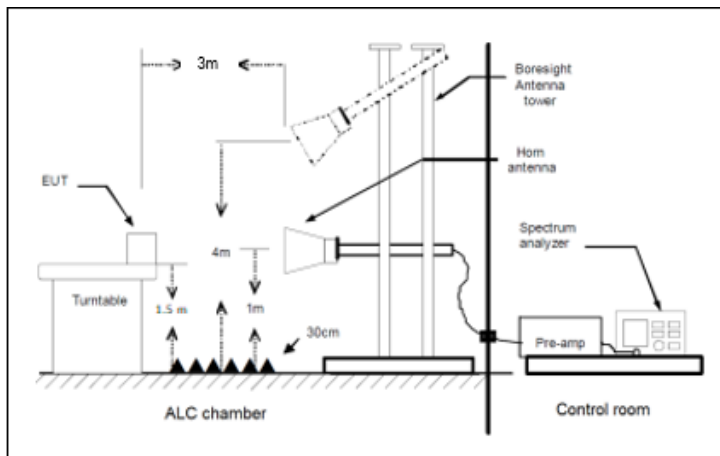 3m
Boresight
Antenna
tower
Horn
antenna
EUT
Spectrum
analyzer
4m
Turntable
1.5 m
1m
30cm
Pre-amp
ALC chamber
Control room